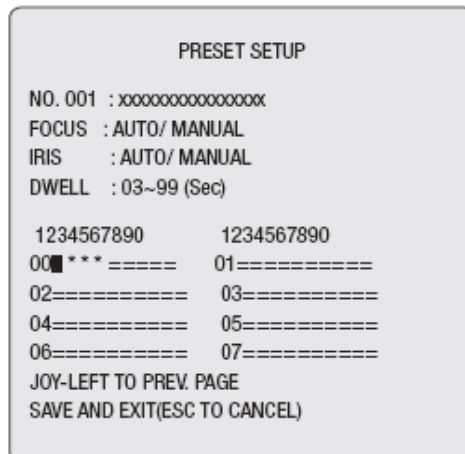 PRESET SETUP
NO. 001 : xxxxxxxxxxxxxxxx
FOCUS : AUTO/ MANUAL
IRIS : AUTO/ MANUAL
DWELL : 03~99 (Sec)
1234567890 1234567890
00█***===== 01==========
02========== 03==========
04========== 05==========
06========== 07==========
JOY-LEFT TO PREV. PAGE
SAVE AND EXIT(ESC TO CANCEL)